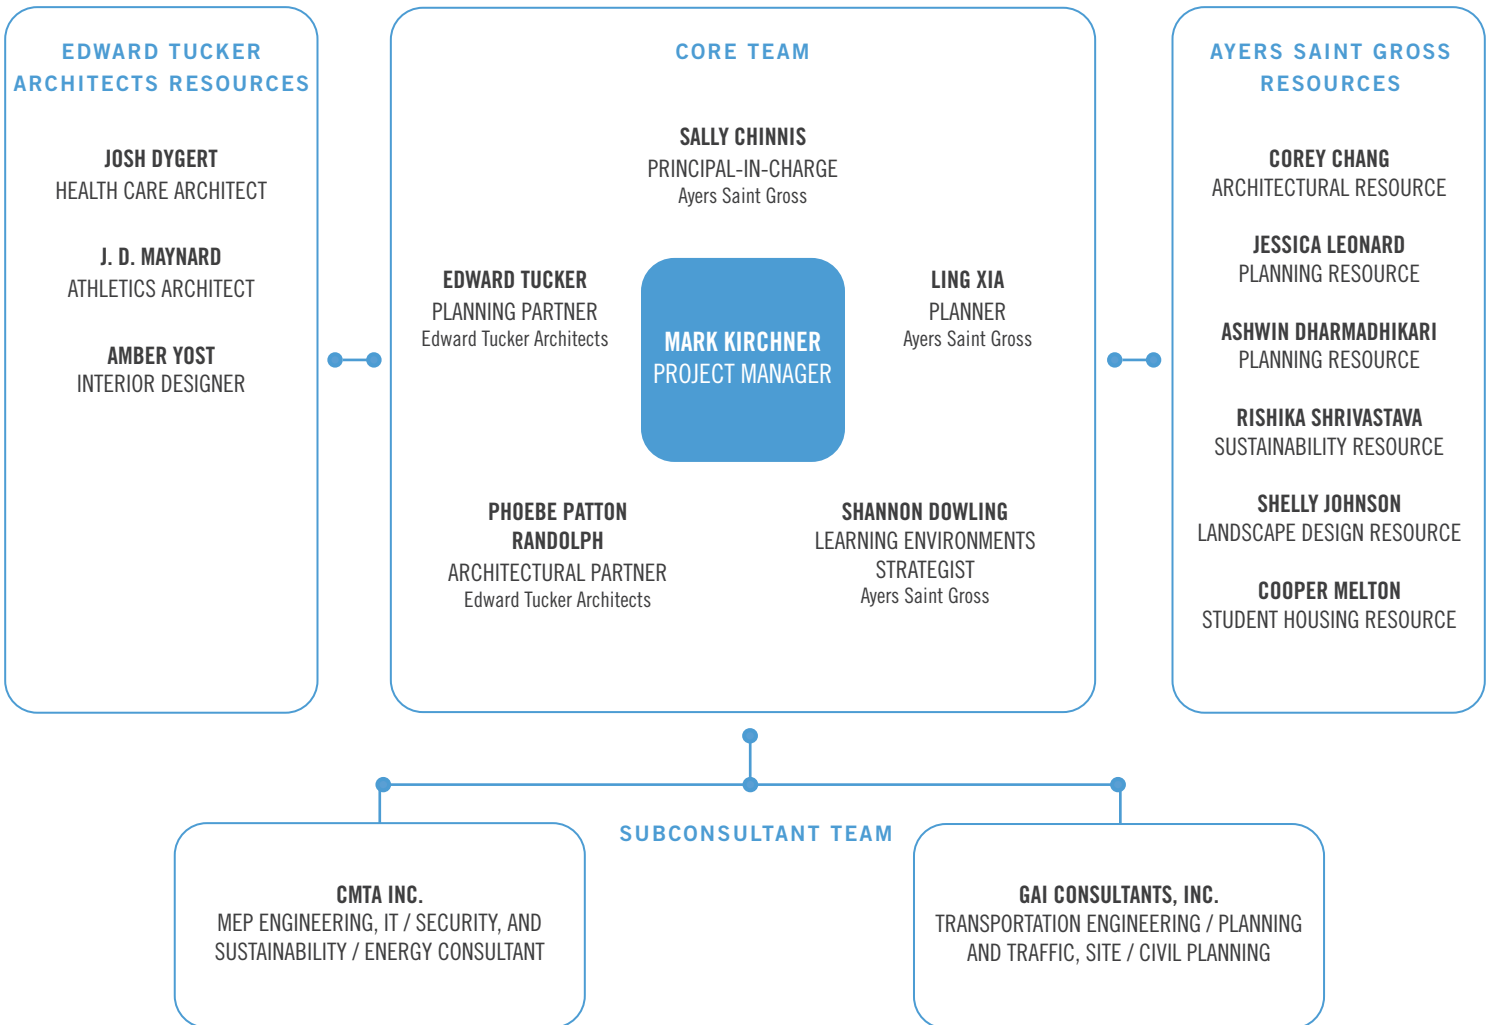 EDWARD TUCKER
ARCHITECTS RESOURCES
JOSH DYGERT
HEALTH CARE ARCHITECT
J. D. MAYNARD
ATHLETICS ARCHITECT
AMBER YOST
INTERIOR DESIGNER
CORE TEAM
SALLY CHINNIS
PRINCIPAL-IN-CHARGE
Ayers Saint Gross
EDWARD TUCKER
PLANNING PARTNER
Edward Tucker Architects
MARK KIRCHNER
PROJECT MANAGER
LING XIA
PLANNER
Ayers Saint Gross
PHOEBE PATTON
RANDOLPH
ARCHITECTURAL PARTNER
Edward Tucker Architects
SHANNON DOWLING
LEARNING ENVIRONMENTS
STRATEGIST
Ayers Saint Gross
AYERS SAINT GROSS
RESOURCES
COREY CHANG
ARCHITECTURAL RESOURCE
JESSICA LEONARD
PLANNING RESOURCE
ASHWIN DHARMADHIKARI
PLANNING RESOURCE
RISHIKA SHRIVASTAVA
SUSTAINABILITY RESOURCE
SHELLY JOHNSON
LANDSCAPE DESIGN RESOURCE
COOPER MELTON
STUDENT HOUSING RESOURCE
SUBCONSULTANT TEAM
CMTA INC.
MEP ENGINEERING, IT / SECURITY, AND
SUSTAINABILITY / ENERGY CONSULTANT
GAI CONSULTANTS, INC.
TRANSPORTATION ENGINEERING / PLANNING
AND TRAFFIC, SITE / CIVIL PLANNING